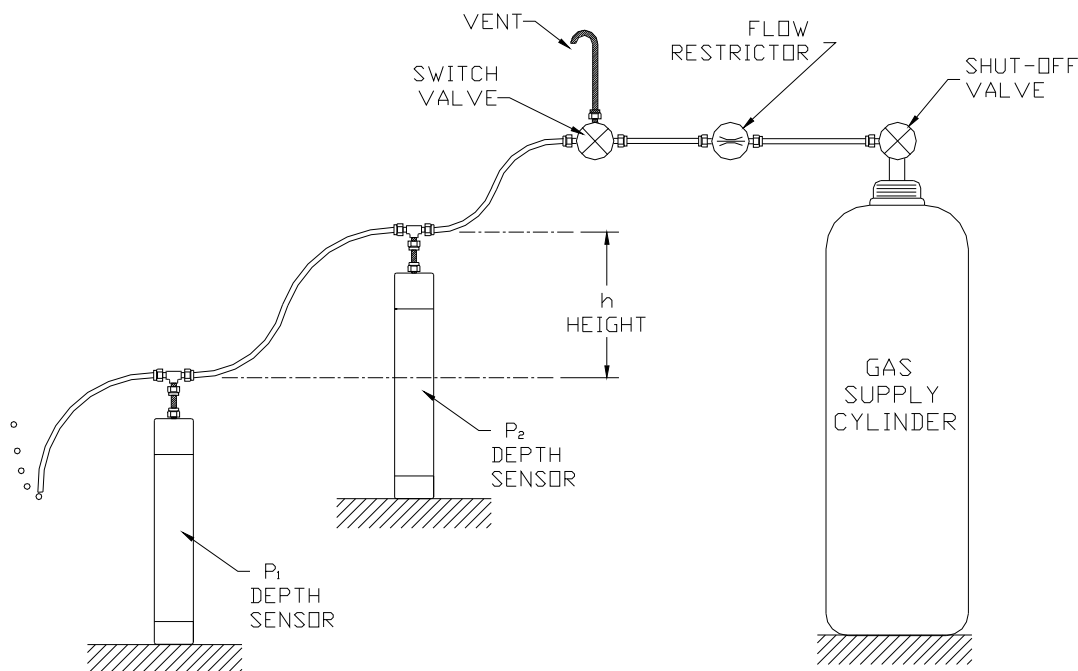 VENT
FLOW
RESTRICTOR
SWITCH
VALVE
SHUT-OFF
VALVE
h
HEIGHT
GAS
SUPPLY
CYLINDER
P₂
DEPTH
SENSOR
P₁
DEPTH
SENSOR